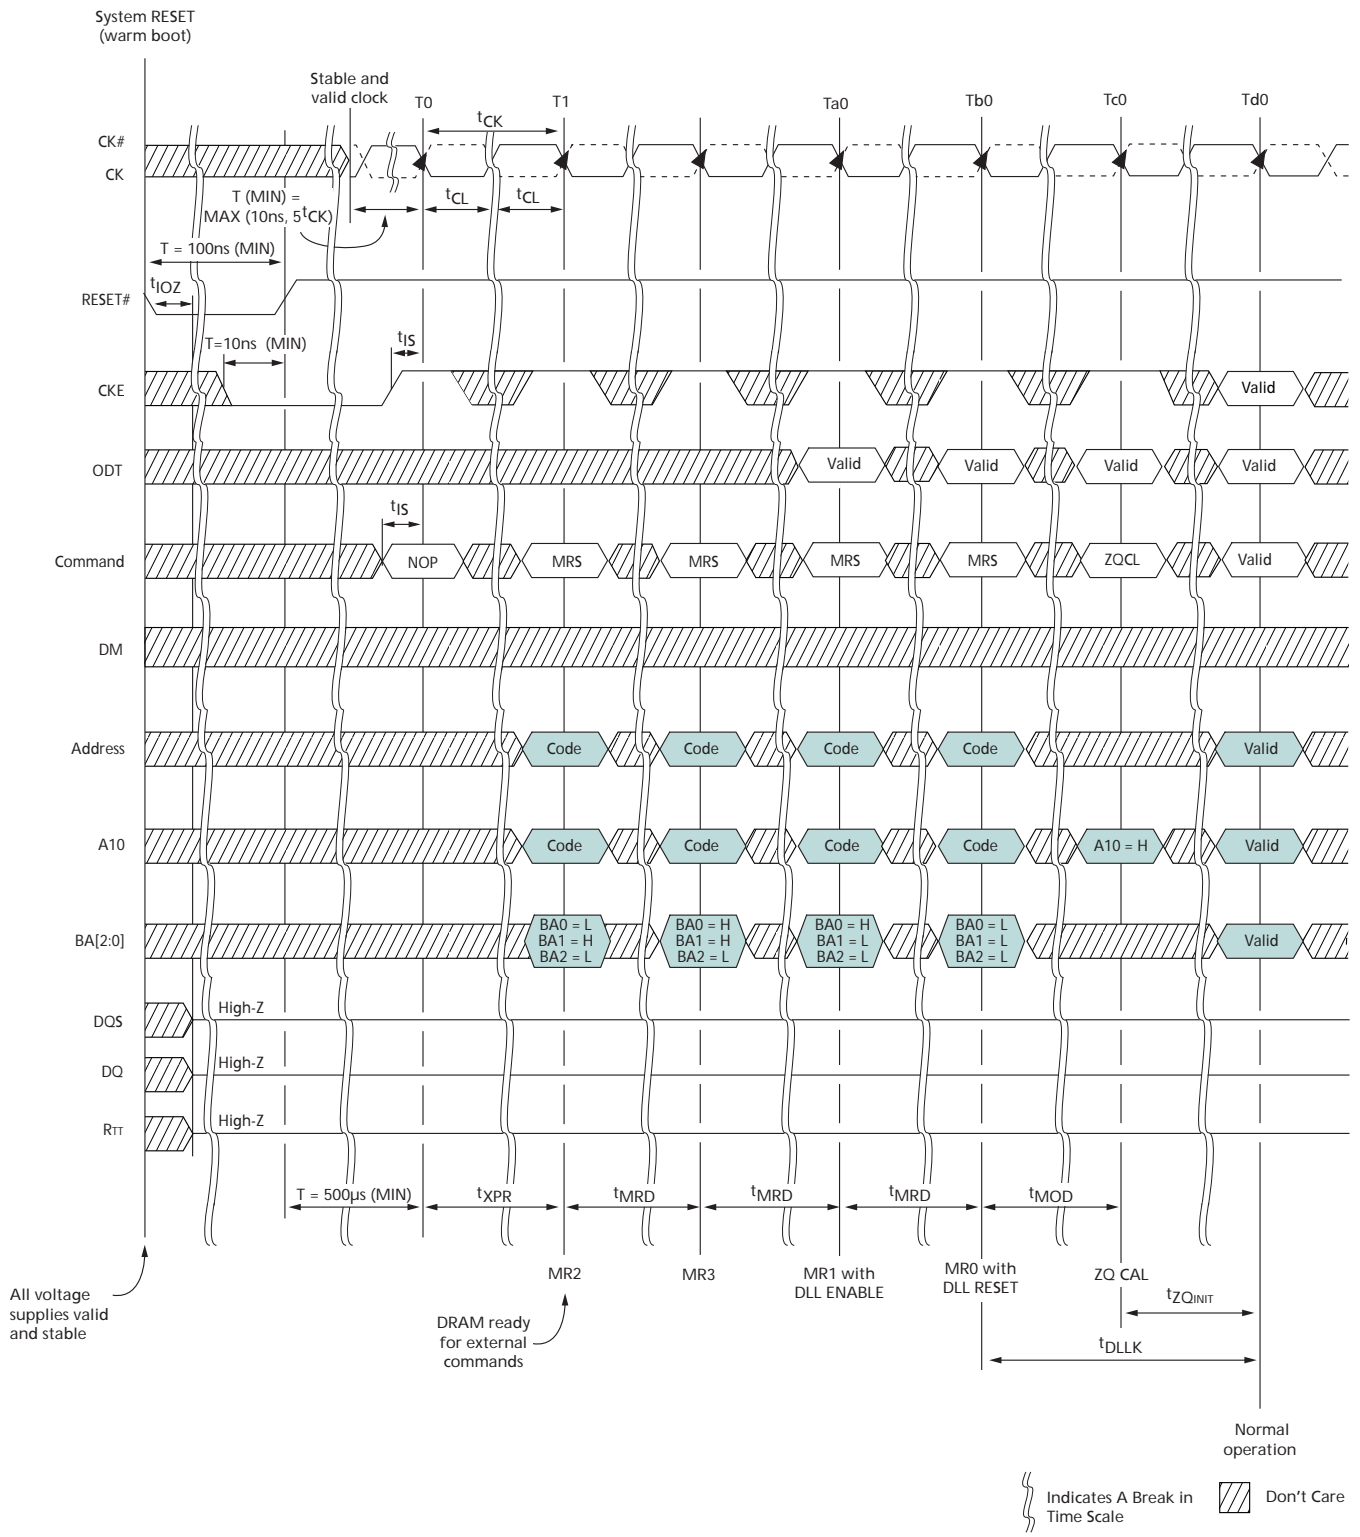 System RESET
(warm boot)
Stable and
valid clock
T0
T1
Ta0
Tb0
Tc0
Td0
tCK
CK#
CK
T (MIN) =
MAX (10ns, 5tCK)
tCL
tCL
T = 100ns (MIN)
tIOZ
RESET#
T=10ns (MIN)
tIS
CKE
Valid
ODT
Valid
Valid
Valid
Valid
tIS
Command
NOP
MRS
MRS
MRS
MRS
ZQCL
Valid
DM
Address
Code
Code
Code
Code
Valid
A10
Code
Code
Code
Code
A10 = H
Valid
BA[2:0]
BA0 = L
BA1 = H
BA2 = L
BA0 = H
BA1 = H
BA2 = L
BA0 = H
BA1 = L
BA2 = L
BA0 = L
BA1 = L
BA2 = L
Valid
DQS
High-Z
DQ
High-Z
RTT
High-Z
T = 500µs (MIN)
tXPR
tMRD
tMRD
tMRD
tMOD
MR2
MR3
MR1 with
DLL ENABLE
MR0 with
DLL RESET
ZQ CAL
tZQINIT
All voltage
supplies valid
and stable
DRAM ready
for external
commands
tDLLK
Normal
operation
Indicates A Break in
Time Scale
Don't Care